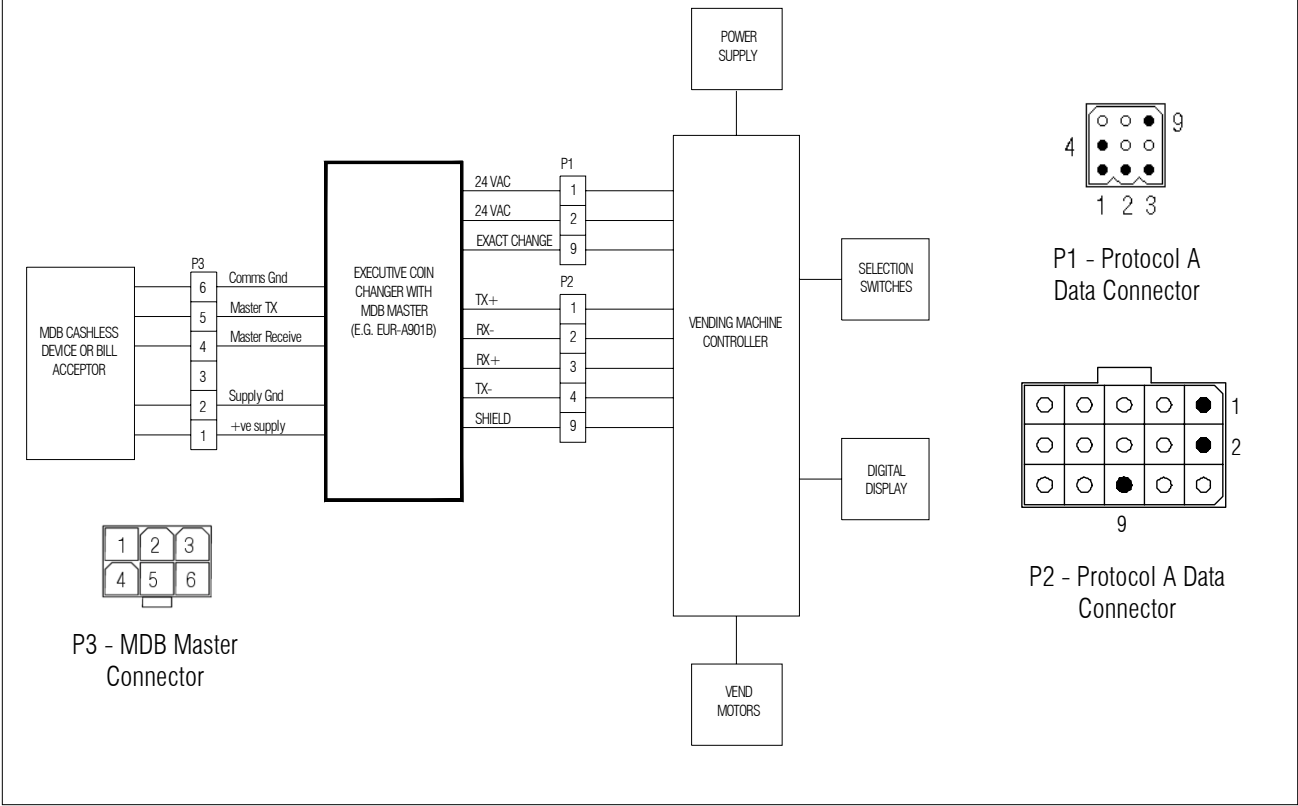 POWER
SUPPLY
P1
24 VAC
1
24 VAC
2
EXACT CHANGE
9
P2
TX+
1
RX-
2
RX+
3
TX-
4
SHIELD
9
P3
Comms Gnd
6
Master TX
5
Master Receive
4
3
Supply Gnd
2
+ve supply
1
MDB CASHLESS
DEVICE OR BILL
ACCEPTOR
EXECUTIVE COIN
CHANGER WITH
MDB MASTER
(E.G. EUR-A901B)
VENDING MACHINE
CONTROLLER
SELECTION
SWITCHES
DIGITAL
DISPLAY
VEND
MOTORS
1 2 3
4 5 6
P3 - MDB Master
Connector
9
4
1 2 3
P1 - Protocol A
Data Connector
1
2
9
P2 - Protocol A Data
Connector